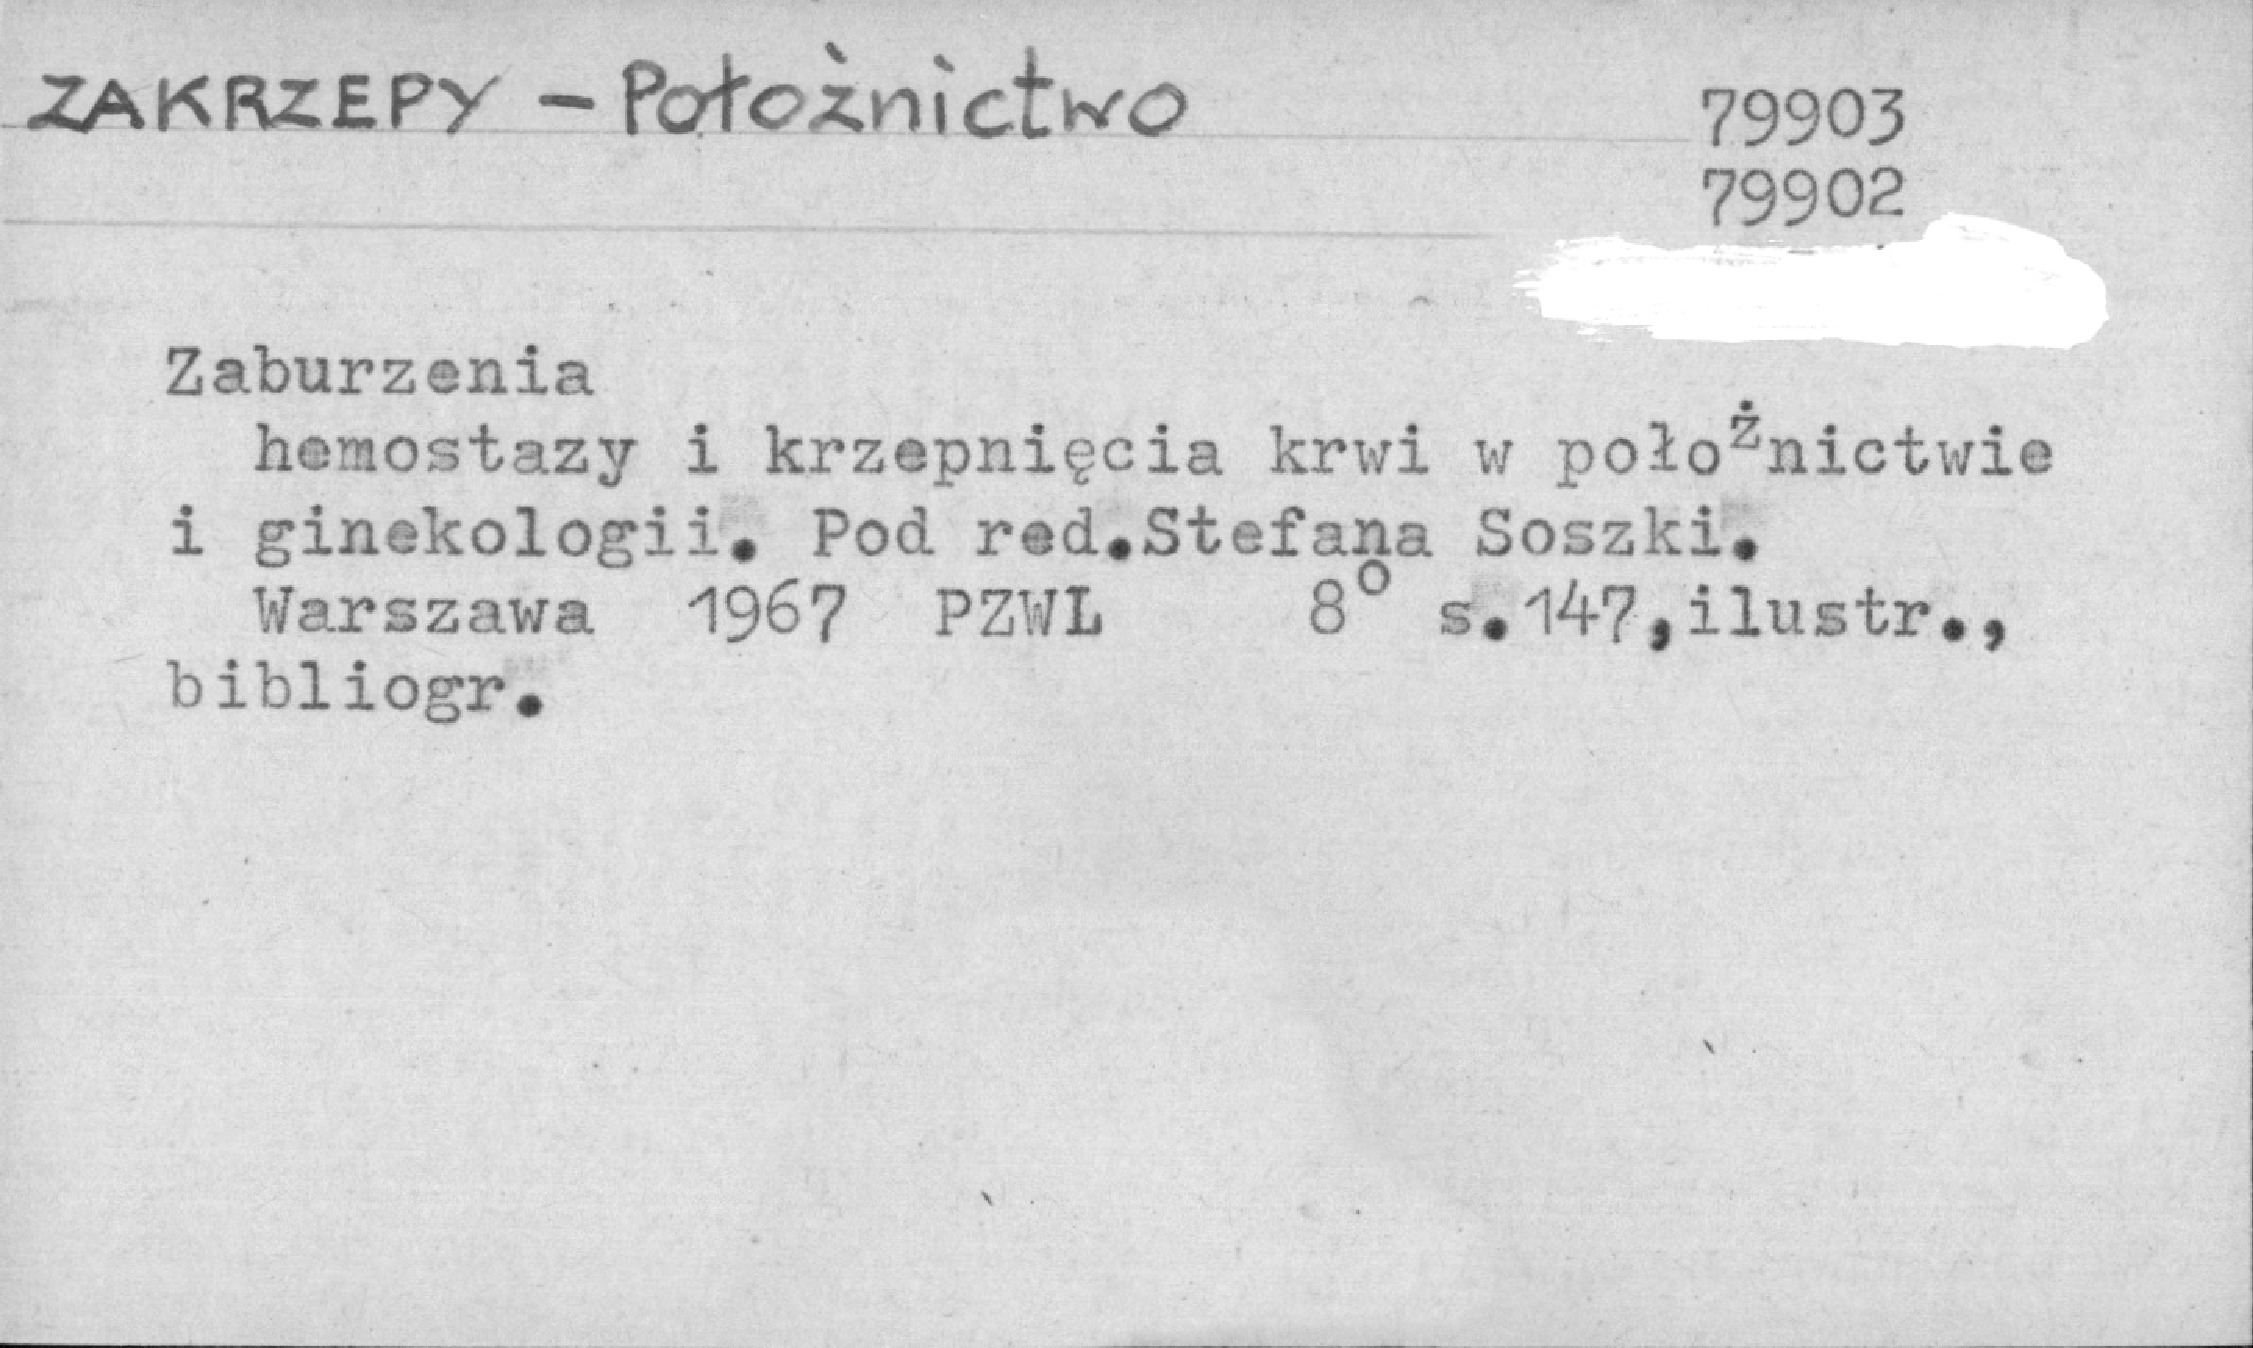 ZAKRZEPY - Położnictwo
79903
79902
Zaburzenia
hemostazy i krzepnięcia krwi w położnictwie
i ginekologii. Pod red.Stefana Soszki.
Warszawa 1967 PZWL 8° s.147,ilustr.,
bibliogr.